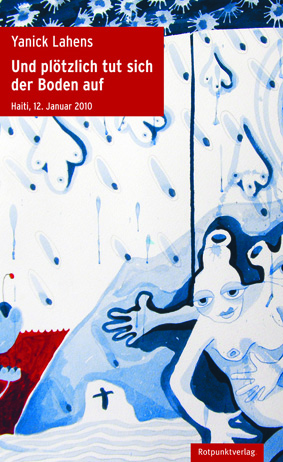 Yanick Lahens
Und plötzlich tut sich
der Boden auf
Haiti, 12. Januar 2010
Rotpunktverlag